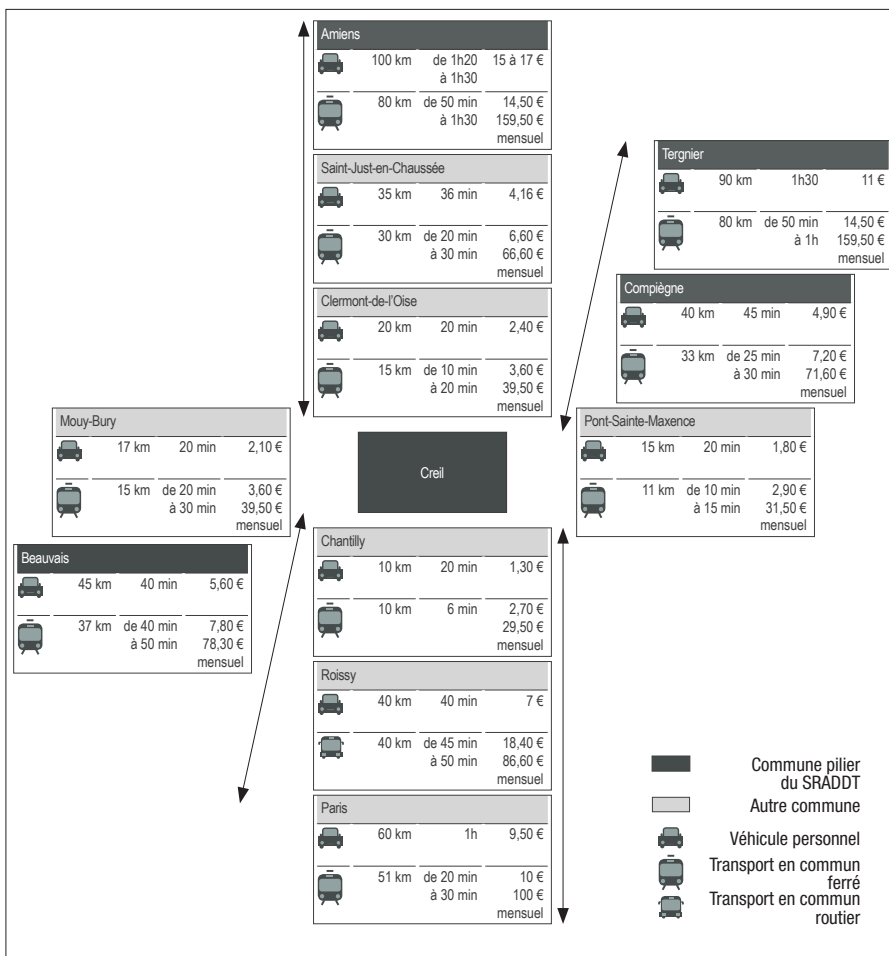 Amiens
100 km de 1h20 15 à 17 €
à 1h30
80 km de 50 min 14,50 €
à 1h30 159,50 €
mensuel
Saint-Just-en-Chaussée
35 km 36 min 4,16 €
30 km de 20 min 6,60 €
à 30 min 66,60 €
mensuel
Clermont-de-l'Oise
20 km 20 min 2,40 €
15 km de 10 min 3,60 €
à 20 min 39,50 €
mensuel
Tergnier
90 km 1h30 11 €
80 km de 50 min 14,50 €
à 1h 159,50 €
mensuel
Compiègne
40 km 45 min 4,90 €
33 km de 25 min 7,20 €
à 30 min 71,60 €
mensuel
Mouy-Bury
17 km 20 min 2,10 €
15 km de 20 min 3,60 €
à 30 min 39,50 €
mensuel
Creil
Pont-Sainte-Maxence
15 km 20 min 1,80 €
11 km de 10 min 2,90 €
à 15 min 31,50 €
mensuel
Beauvais
45 km 40 min 5,60 €
37 km de 40 min 7,80 €
à 50 min 78,30 €
mensuel
Chantilly
10 km 20 min 1,30 €
10 km 6 min 2,70 €
29,50 €
mensuel
Roissy
40 km 40 min 7 €
40 km de 45 min 18,40 €
à 50 min 86,60 €
mensuel
Paris
60 km 1h 9,50 €
51 km de 20 min 10 €
à 30 min 100 €
mensuel
Commune pilier
du SRADDT
Autre commune
Véhicule personnel
Transport en commun
ferré
Transport en commun
routier